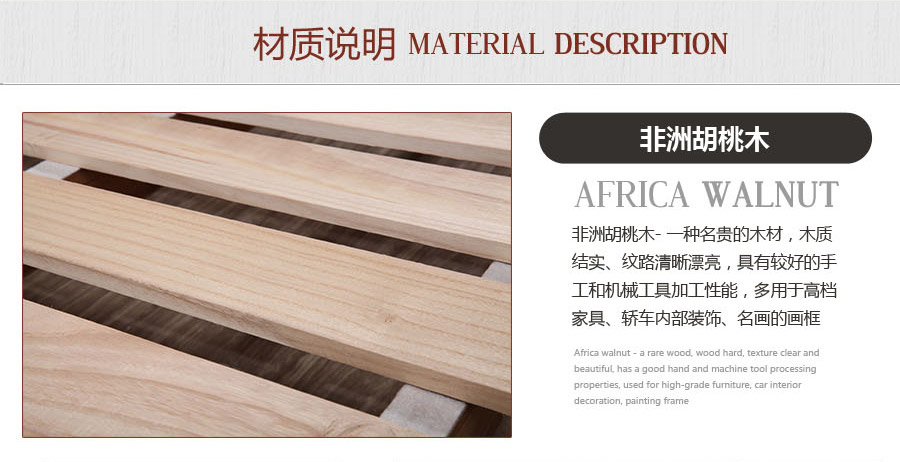 材质说明 MATERIAL DESCRIPTION
非洲胡桃木
AFRICA WALNUT
非洲胡桃木- 一种名贵的木材，木质
结实、纹路清晰漂亮，具有较好的手
工和机械工具加工性能，多用于高档
家具、轿车内部装饰、名画的画框
Africa walnut - a rare wood, wood hard, texture clear and
beautiful, has a good hand and machine tool processing
properties, used for high-grade furniture, car interior
decoration, painting frame